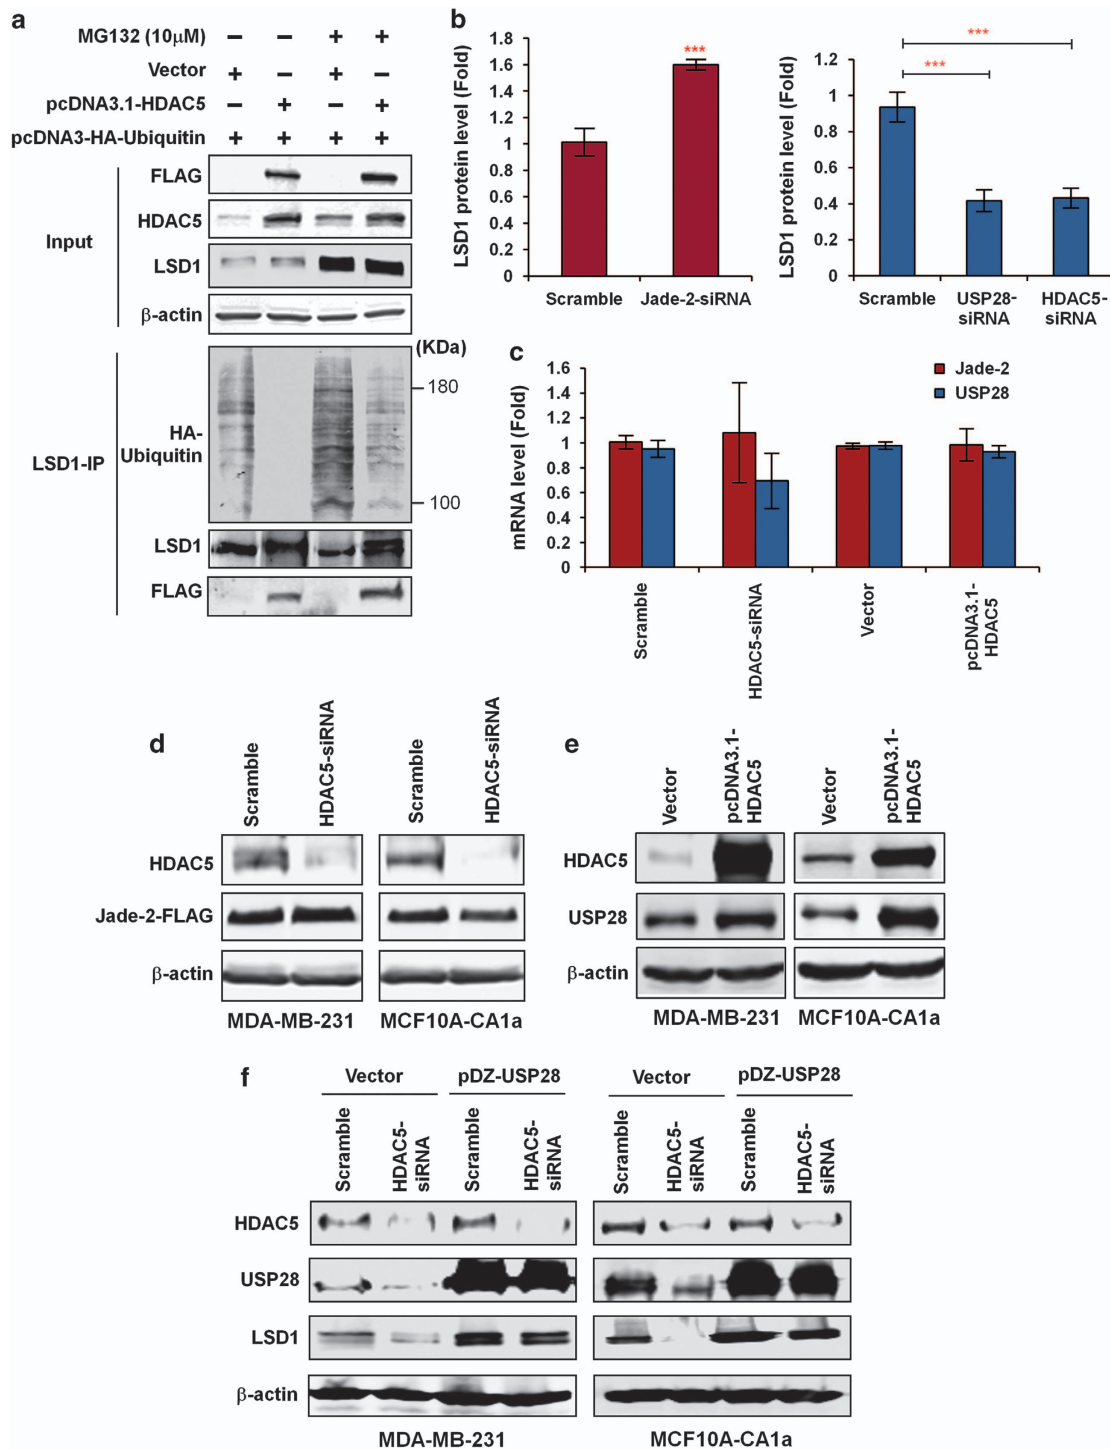 a
MG132 (10μM) – – + +
Vector + – + –
pcDNA3.1-HDAC5 – + – +
pcDNA3-HA-Ubiquitin + + + +
Input
FLAG
HDAC5
LSD1
β-actin
(KDa)
180
HA-
Ubiquitin
LSD1-IP
100
LSD1
FLAG
b
LSD1 protein level (Fold)
1.8
1.6
1.4
1.2
1
0.8
0.6
0.4
0.2
0
***
Scramble Jade-2-siRNA
LSD1 protein level (Fold)
1.2
1
0.8
0.6
0.4
0.2
0
***
***
Scramble
USP28-
siRNA
HDAC5-
siRNA
c
mRNA level (Fold)
1.6
1.4
1.2
1
0.8
0.6
0.4
0.2
0
Jade-2
USP28
Scramble
HDAC5-siRNA
Vector
pcDNA3.1-
HDAC5
d
Scramble
HDAC5-siRNA
Scramble
HDAC5-siRNA
HDAC5
Jade-2-FLAG
β-actin
MDA-MB-231 MCF10A-CA1a
e
Vector
pcDNA3.1-
HDAC5
Vector
pcDNA3.1-
HDAC5
HDAC5
USP28
β-actin
MDA-MB-231 MCF10A-CA1a
f
Vector pDZ-USP28 Vector pDZ-USP28
Scramble
HDAC5-
siRNA
Scramble
HDAC5-
siRNA
Scramble
HDAC5-
siRNA
Scramble
HDAC5-
siRNA
HDAC5
USP28
LSD1
β-actin
MDA-MB-231 MCF10A-CA1a